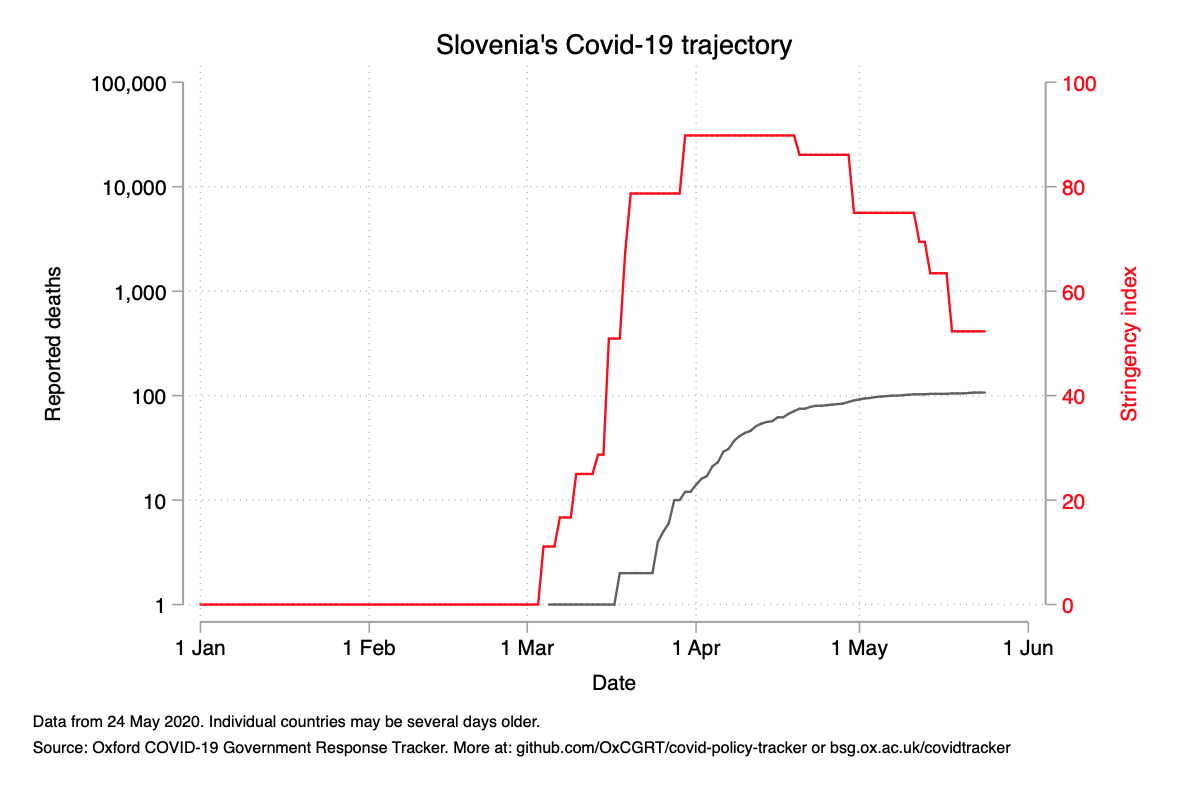 Slovenia's Covid-19 trajectory
100,000
10,000
1,000
100
10
1
Reported deaths
100
80
60
40
20
0
Stringency index
1 Jan
1 Feb
1 Mar
1 Apr
1 May
1 Jun
Date
Data from 24 May 2020. Individual countries may be several days older.
Source: Oxford COVID-19 Government Response Tracker. More at: github.com/OxCGRT/covid-policy-tracker or bsg.ox.ac.uk/covidtracker